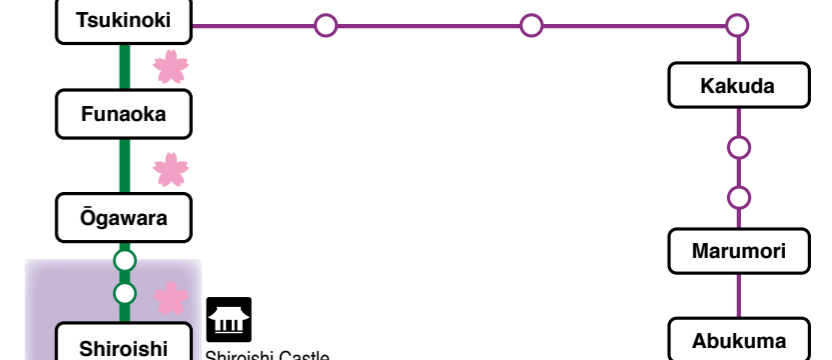 Tsukinoki
Funaoka
Kakuda
Ōgawara
Marumori
Abukuma
Shiroishi
Shiroishi Castle